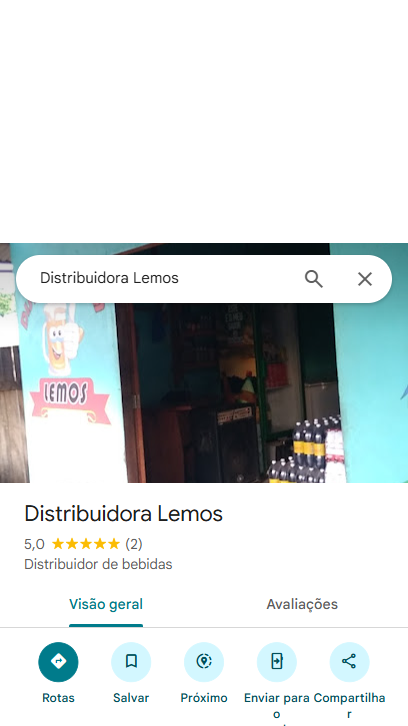 Distribuidora Lemos
LEMOS
Distribuidora Lemos
5,0 (2)
Distribuidor de bebidas
Visão geral
Avaliações
Rotas
Salvar
Próximo
Enviar para
o
Compartilha
r